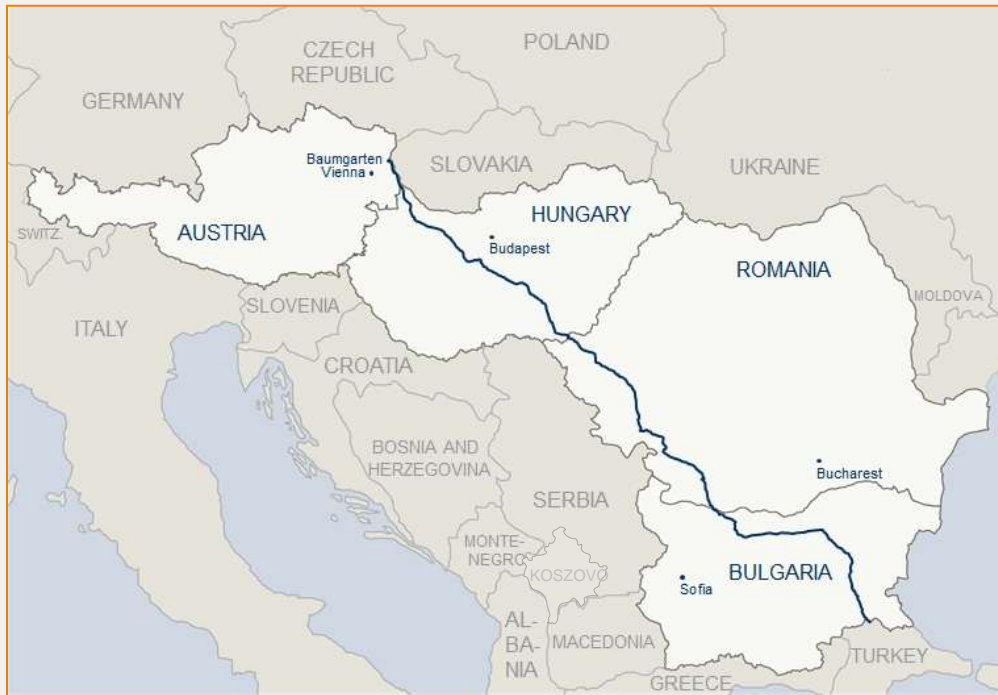 POLAND
CZECH
REPUBLIC
GERMANY
Baumgarten
Vienna
SLOVAKIA
UKRAINE
HUNGARY
AUSTRIA
SWITZ.
Budapest
ROMANIA
MOLDOVA
SLOVENIA
ITALY
CROATIA
BOSNIA AND
HERZEGOVINA
Bucharest
SERBIA
MONTE-
NEGRO
KOSZOVO
BULGARIA
Sofia
AL-
BA-
NIA
MACEDONIA
TURKEY
GREECE